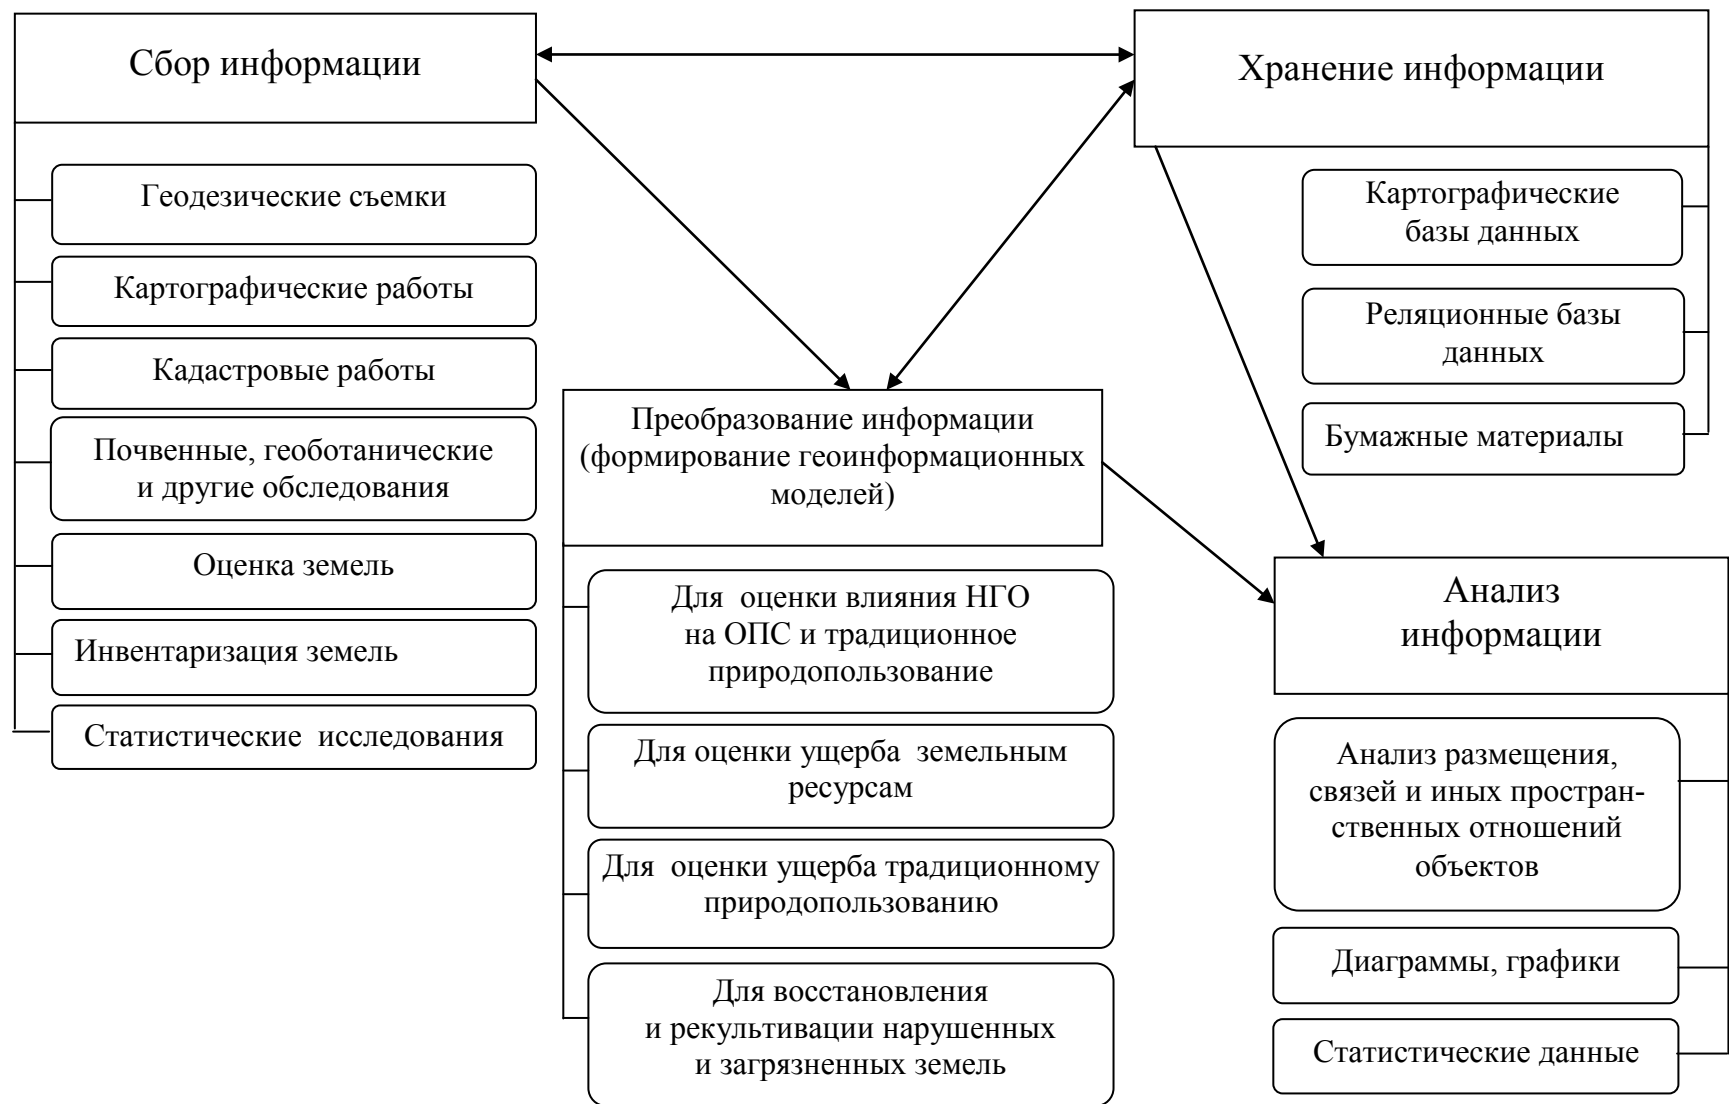 Сбор информации
Геодезические съемки
Картографические работы
Кадастровые работы
Почвенные, геоботанические
и другие обследования
Оценка земель
Инвентаризация земель
Статистические исследования
Преобразование информации
(формирование геоинформационных
моделей)
Для оценки влияния НГО
на ОПС и традиционное
природопользование
Для оценки ущерба земельным
ресурсам
Для оценки ущерба традиционному
природопользованию
Для восстановления
и рекультивации нарушенных
и загрязненных земель
Хранение информации
Картографические
базы данных
Реляционные базы
данных
Бумажные материалы
Анализ
информации
Анализ размещения,
связей и иных простран-
ственных отношений
объектов
Диаграммы, графики
Статистические данные